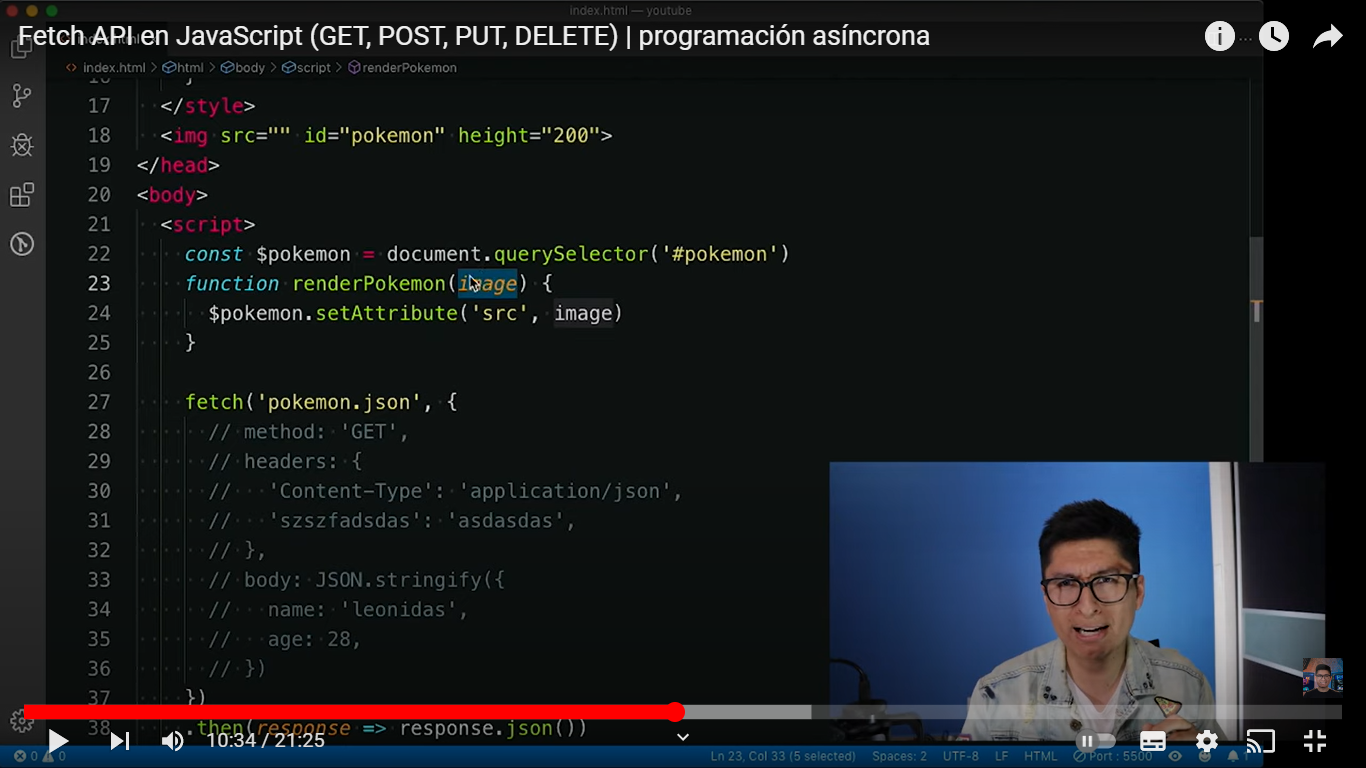 index.html — youtube
Fetch API en JavaScript (GET, POST, PUT, DELETE) | programación asíncrona
index.html > html > body > script > renderPokemon
16 }
17 </style>
18 <img src="" id="pokemon" height="200">
19 </head>
20 <body>
21 <script>
22 const $pokemon = document.querySelector('#pokemon')
23 function renderPokemon(image) {
24 $pokemon.setAttribute('src', image)
25 }
26
27 fetch('pokemon.json', {
28 // method: 'GET',
29 // headers: {
30 // 'Content-Type': 'application/json',
31 // 'szszfadsdas': 'asdasdas',
32 // },
33 // body: JSON.stringify({
34 // name: 'leonidas',
35 // age: 28,
36 // })
37 })
38 .then(response => response.json())
10:34 / 21:25
0 0 Ln 23, Col 33 (5 selected) Spaces: 2 UTF-8 LF HTML Port : 5500 1